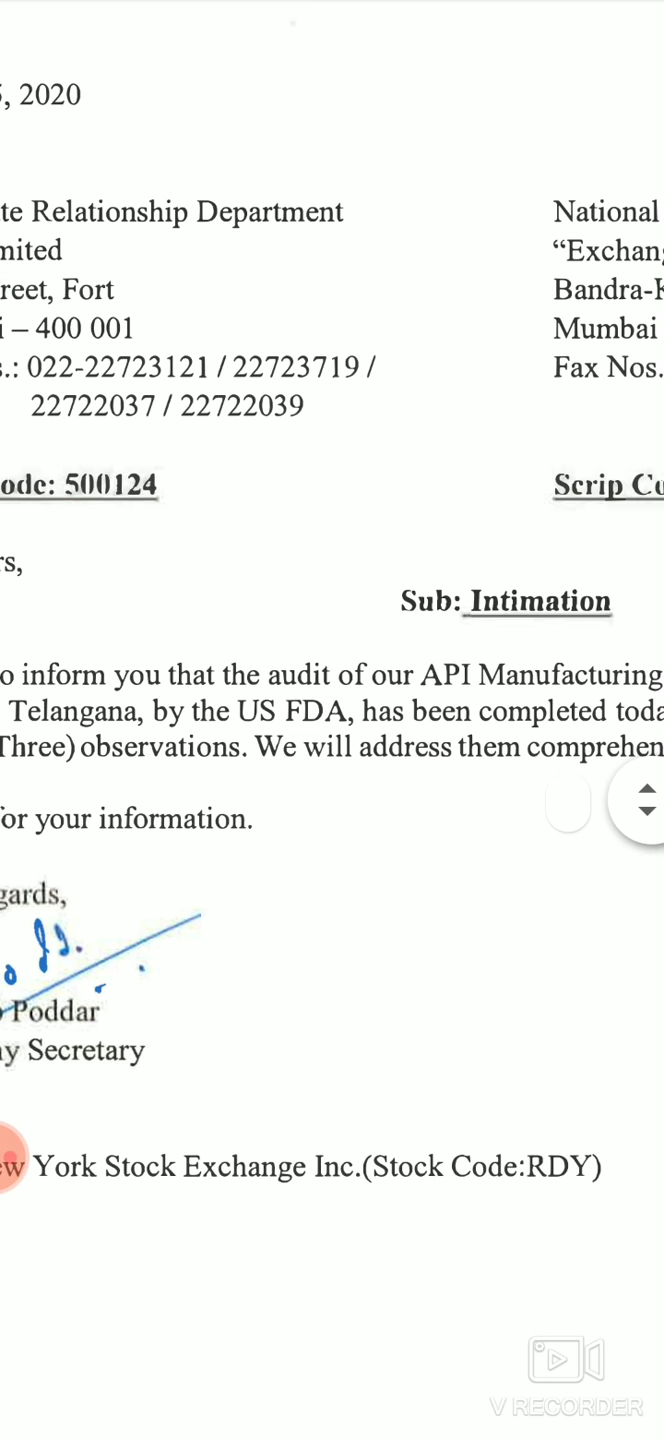 5, 2020
te Relationship Department
mited
reet, Fort
i – 400 001
s.: 022-22723121 / 22723719 /
22722037 / 22722039
National
“Exchang
Bandra-K
Mumbai
Fax Nos.
ode: 500124
Scrip Co
rs,
Sub: Intimation
o inform you that the audit of our API Manufacturing
Telangana, by the US FDA, has been completed toda
Three) observations. We will address them comprehen
for your information.
gards,
Poddar
ny Secretary
ew York Stock Exchange Inc.(Stock Code:RDY)
V RECORDER